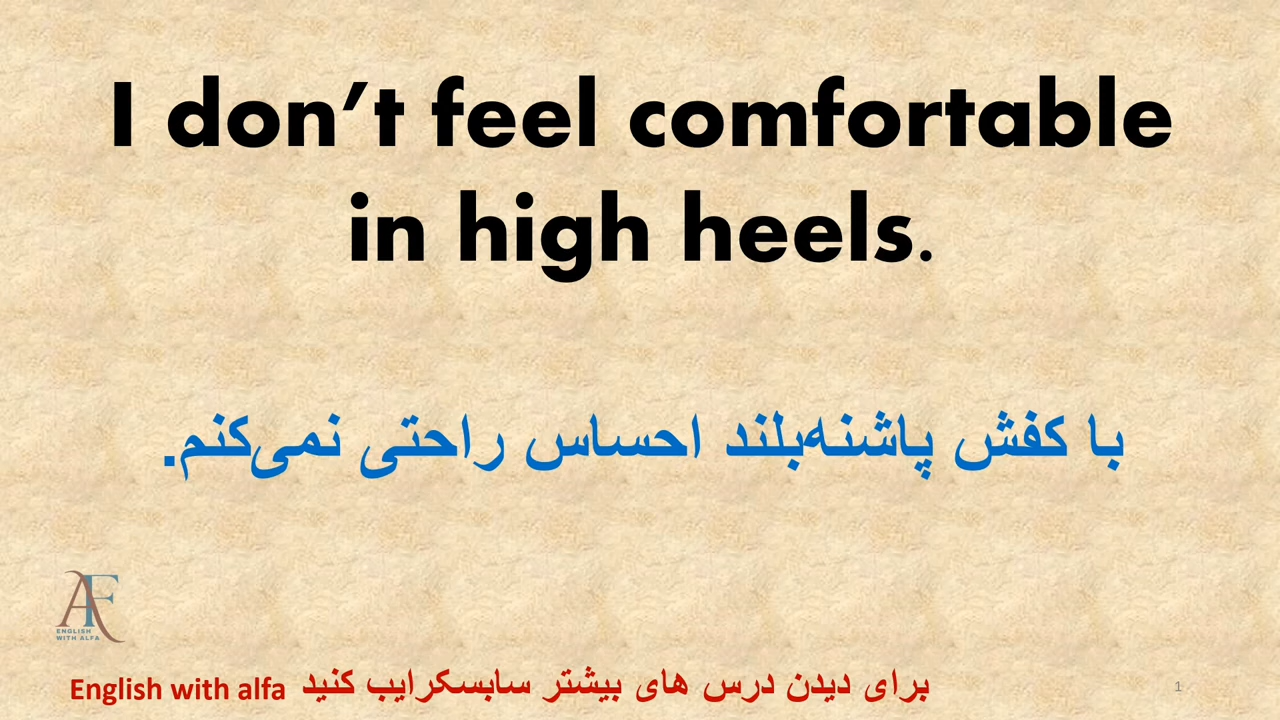 I don’t feel comfortable
in high heels.
با کفش پاشنه‌بلند احساس راحتی نمی‌کنم.
AF
ENGLISH
WITH ALFA
برای دیدن درس های بیشتر سابسکرایب کنید English with alfa
1